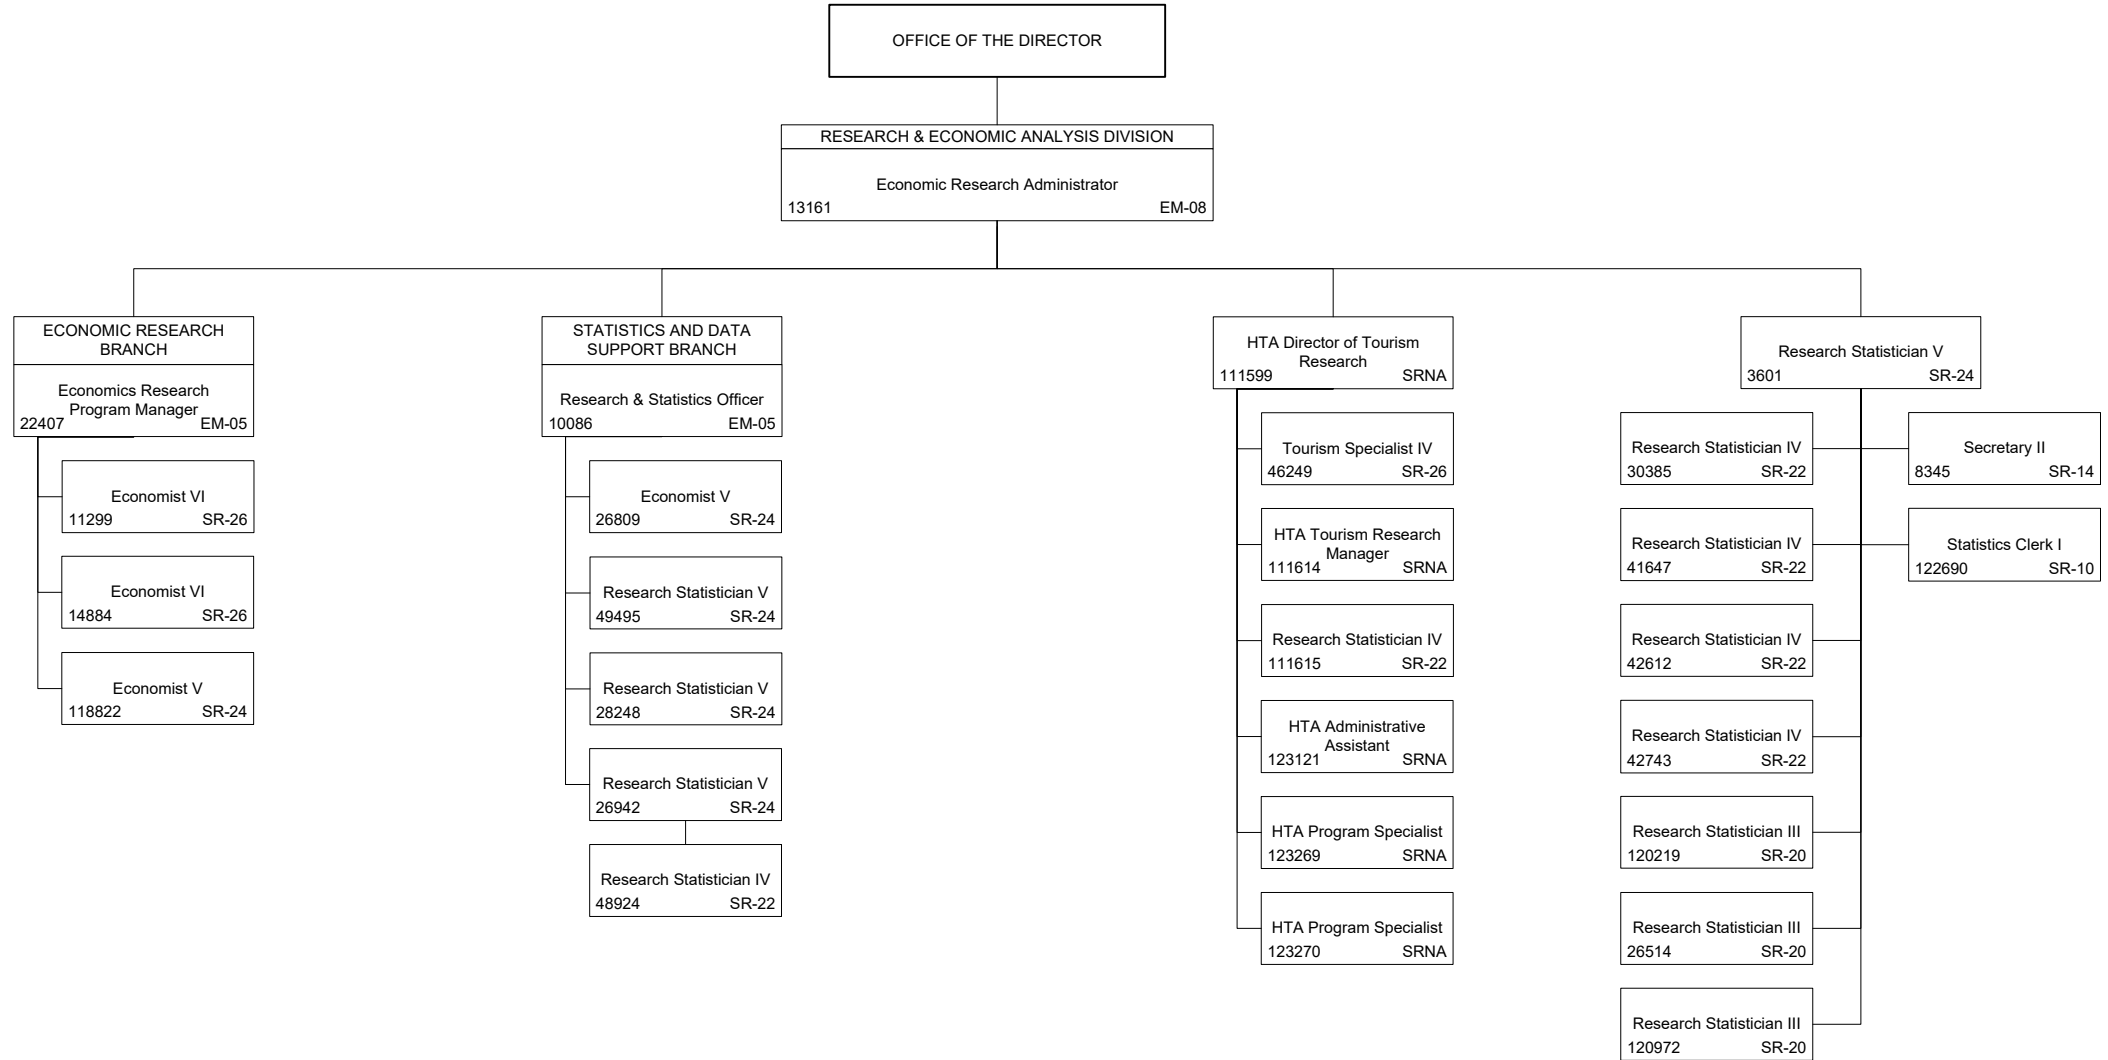 OFFICE OF THE DIRECTOR
RESEARCH & ECONOMIC ANALYSIS DIVISION
Economic Research Administrator
13161 EM-08
ECONOMIC RESEARCH
BRANCH
Economics Research
Program Manager
22407 EM-05
Economist VI
11299 SR-26
Economist VI
14884 SR-26
Economist V
118822 SR-24
STATISTICS AND DATA
SUPPORT BRANCH
Research & Statistics Officer
10086 EM-05
Economist V
26809 SR-24
Research Statistician V
49495 SR-24
Research Statistician V
28248 SR-24
Research Statistician V
26942 SR-24
Research Statistician IV
48924 SR-22
HTA Director of Tourism
Research
111599 SRNA
Tourism Specialist IV
46249 SR-26
HTA Tourism Research
Manager
111614 SRNA
Research Statistician IV
111615 SR-22
HTA Administrative
Assistant
123121 SRNA
HTA Program Specialist
123269 SRNA
HTA Program Specialist
123270 SRNA
Research Statistician V
3601 SR-24
Research Statistician IV
30385 SR-22
Research Statistician IV
41647 SR-22
Research Statistician IV
42612 SR-22
Research Statistician IV
42743 SR-22
Research Statistician III
120219 SR-20
Research Statistician III
26514 SR-20
Research Statistician III
120972 SR-20
Secretary II
8345 SR-14
Statistics Clerk I
122690 SR-10